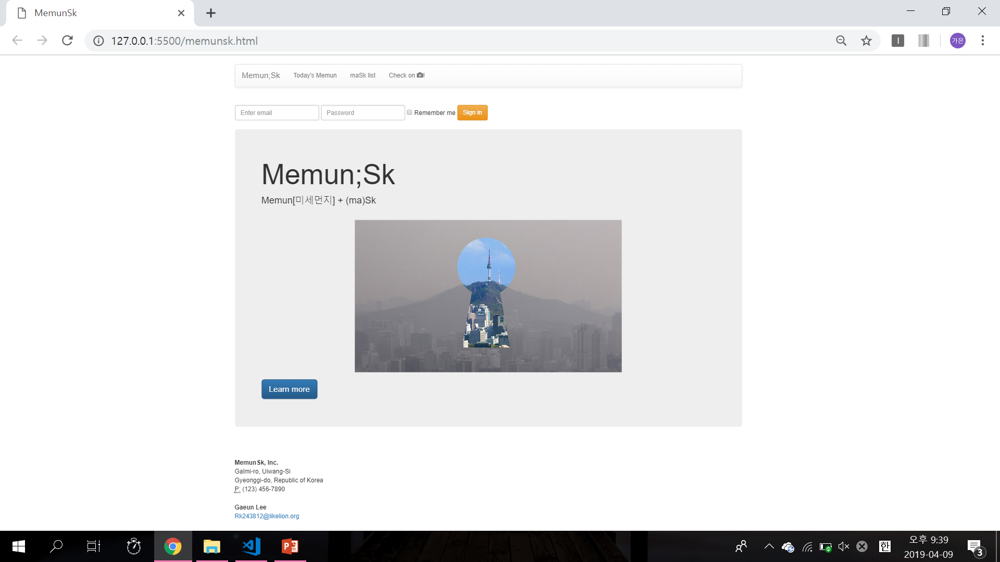 MemunSk
127.0.0.1:5500/memunsk.html
가은
Memun;Sk Today's Memun maSk list Check on !
Enter email Password Remember me Sign in
Memun;Sk
Memun[미세먼지] + (ma)Sk
Learn more
MemunSk, Inc.
Galmi-ro, Uiwang-Si
Gyeonggi-do, Republic of Korea
P: (123) 456-7890
Gaeun Lee
Rk243812@likelion.org
한
오후 9:39
2019-04-09
3